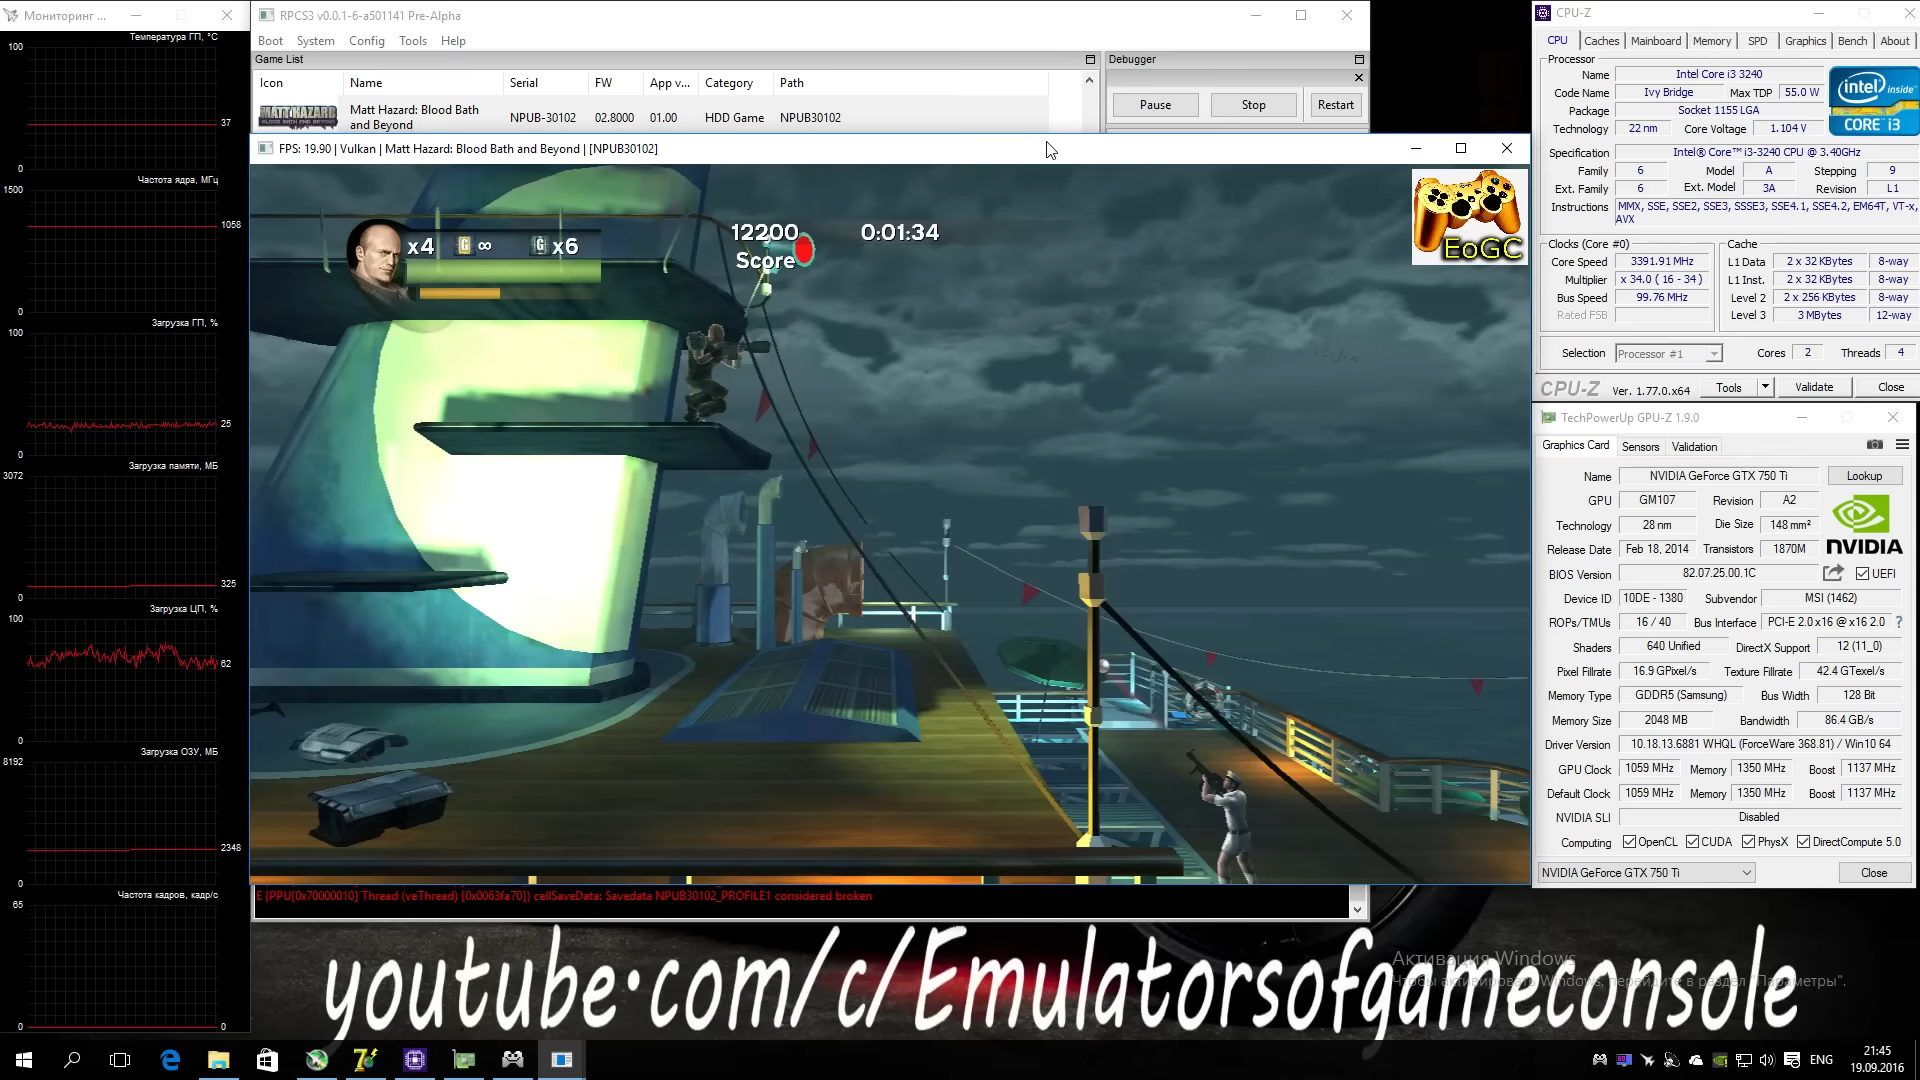 Мониторинг ...
Температура ГП, °C
100
37
0
Частота ядра, МГц
1500
1058
0
Загрузка ГП, %
100
25
0
Загрузка памяти, МБ
3072
325
0
Загрузка ЦП, %
100
62
0
Загрузка ОЗУ, МБ
8192
2348
0
Частота кадров, кадр/с
65
0
0
RPCS3 v0.0.1-6-a501141 Pre-Alpha
Boot System Config Tools Help
Game List
Icon Name Serial FW App v... Category Path
MATT HAZARD
Matt Hazard: Blood Bath and Beyond NPUB-30102 02.8000 01.00 HDD Game NPUB30102
Debugger
Pause Stop Restart
FPS: 19.90 | Vulkan | Matt Hazard: Blood Bath and Beyond | [NPUB30102]
x4 G ∞ G x6
12200 0:01:34
Score
EoGC
E {PPU[0x70000010] Thread (veThread) [0x0063fa70]} cellSaveData: Savedata NPUB30102_PROFILE1 considered broken
youtube.com/c/Emulatorsofgameconsole
Активация Windows
Чтобы активировать Windows, перейдите в раздел "Параметры".
CPU-Z
CPU Caches Mainboard Memory SPD Graphics Bench About
Processor
Name Intel Core i3 3240
Code Name Ivy Bridge Max TDP 55.0 W
Package Socket 1155 LGA
Technology 22 nm Core Voltage 1.104 V
intel inside™
CORE i3
Specification Intel® Core™ i3-3240 CPU @ 3.40GHz
Family 6 Model A Stepping 9
Ext. Family 6 Ext. Model 3A Revision L1
Instructions MMX, SSE, SSE2, SSE3, SSSE3, SSE4.1, SSE4.2, EM64T, VT-x, AVX
Clocks (Core #0)
Core Speed 3391.91 MHz
Multiplier x 34.0 ( 16 - 34 )
Bus Speed 99.76 MHz
Rated FSB
Cache
L1 Data 2 x 32 KBytes 8-way
L1 Inst. 2 x 32 KBytes 8-way
Level 2 2 x 256 KBytes 8-way
Level 3 3 MBytes 12-way
Selection Processor #1 Cores 2 Threads 4
CPU-Z Ver. 1.77.0.x64 Tools Validate Close
TechPowerUp GPU-Z 1.9.0
Graphics Card Sensors Validation
Name NVIDIA GeForce GTX 750 Ti Lookup
GPU GM107 Revision A2
Technology 28 nm Die Size 148 mm²
Release Date Feb 18, 2014 Transistors 1870M
NVIDIA
BIOS Version 82.07.25.00.1C UEFI
Device ID 10DE - 1380 Subvendor MSI (1462)
ROPs/TMUs 16 / 40 Bus Interface PCI-E 2.0 x16 @ x16 2.0 ?
Shaders 640 Unified DirectX Support 12 (11_0)
Pixel Fillrate 16.9 GPixel/s Texture Fillrate 42.4 GTexel/s
Memory Type GDDR5 (Samsung) Bus Width 128 Bit
Memory Size 2048 MB Bandwidth 86.4 GB/s
Driver Version 10.18.13.6881 WHQL (ForceWare 368.81) / Win10 64
GPU Clock 1059 MHz Memory 1350 MHz Boost 1137 MHz
Default Clock 1059 MHz Memory 1350 MHz Boost 1137 MHz
NVIDIA SLI Disabled
Computing OpenCL CUDA PhysX DirectCompute 5.0
NVIDIA GeForce GTX 750 Ti Close
ENG
21:45
19.09.2016